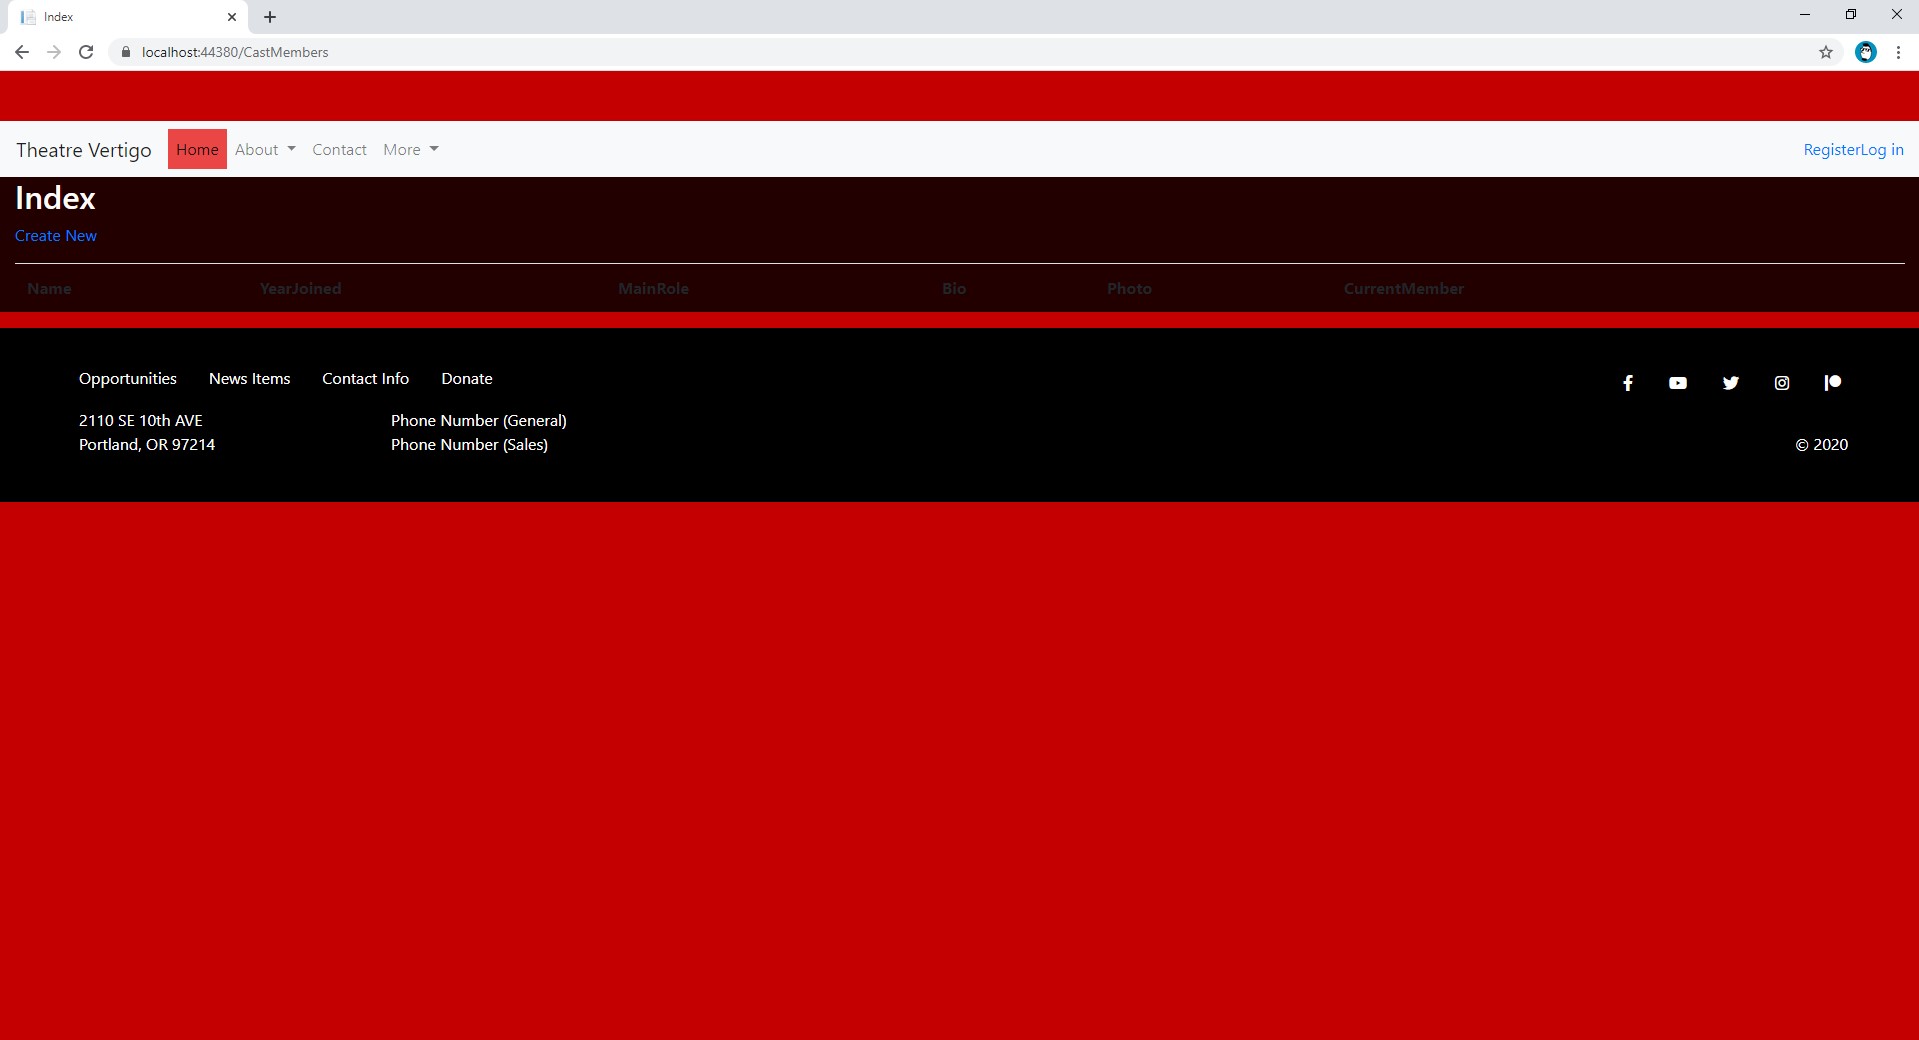 Index
localhost:44380/CastMembers
Theatre Vertigo Home About Contact More RegisterLog in
Index
Create New
Name YearJoined MainRole Bio Photo CurrentMember
Opportunities News Items Contact Info Donate
2110 SE 10th AVE Phone Number (General)
Portland, OR 97214 Phone Number (Sales) © 2020